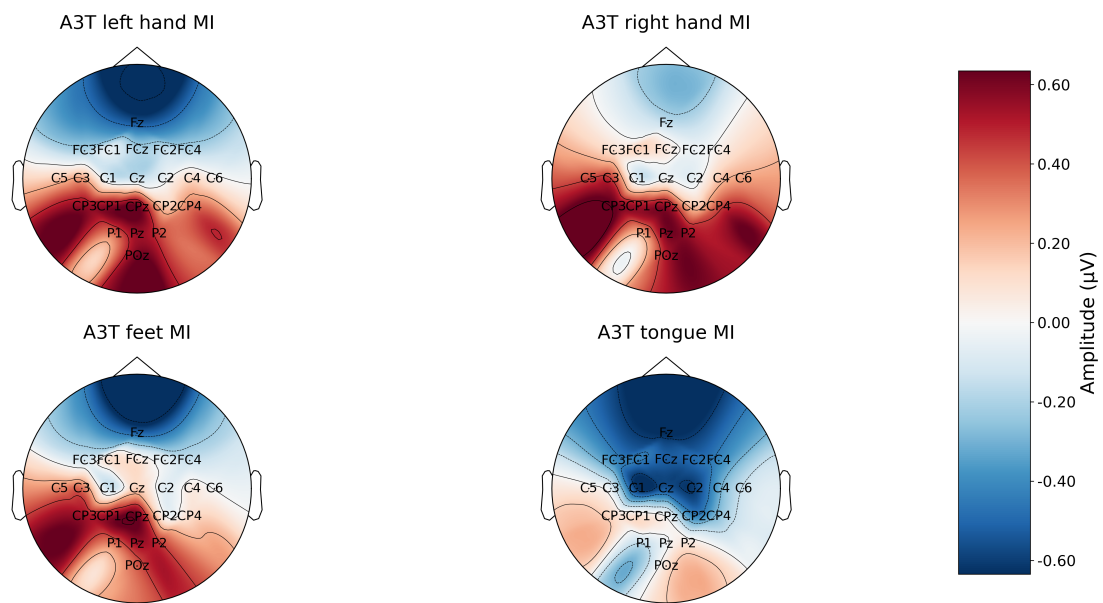 A3T left hand MI
A3T right hand MI
Fz
FC3FC1 FCz FC2FC4
C5 C3 C1 Cz C2 C4 C6
CP3CP1 CPz CP2CP4
P1 Pz P2
POz
Fz
FC3FC1 FCz FC2FC4
C5 C3 C1 Cz C2 C4 C6
CP3CP1 CPz CP2CP4
P1 Pz P2
POz
A3T feet MI
A3T tongue MI
Fz
FC3FC1 FCz FC2FC4
C5 C3 C1 Cz C2 C4 C6
CP3CP1 CPz CP2CP4
P1 Pz P2
POz
Fz
FC3FC1 FCz FC2FC4
C5 C3 C1 Cz C2 C4 C6
CP3CP1 CPz CP2CP4
P1 Pz P2
POz
0.60
0.40
0.20
0.00
-0.20
-0.40
-0.60
Amplitude (μV)